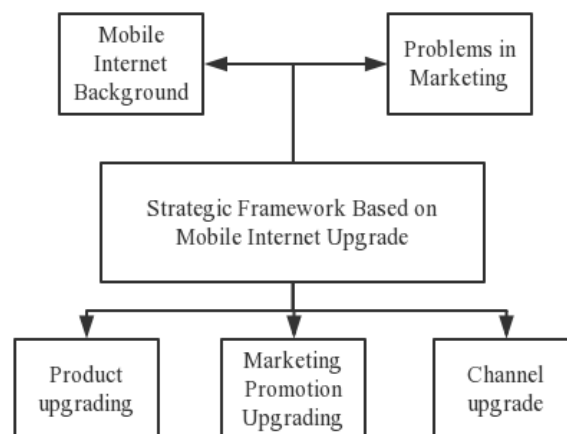 Mobile
Internet
Background
Problems in
Marketing
Strategic Framework Based on
Mobile Internet Upgrade
Product
upgrading
Marketing
Promotion
Upgrading
Channel
upgrade